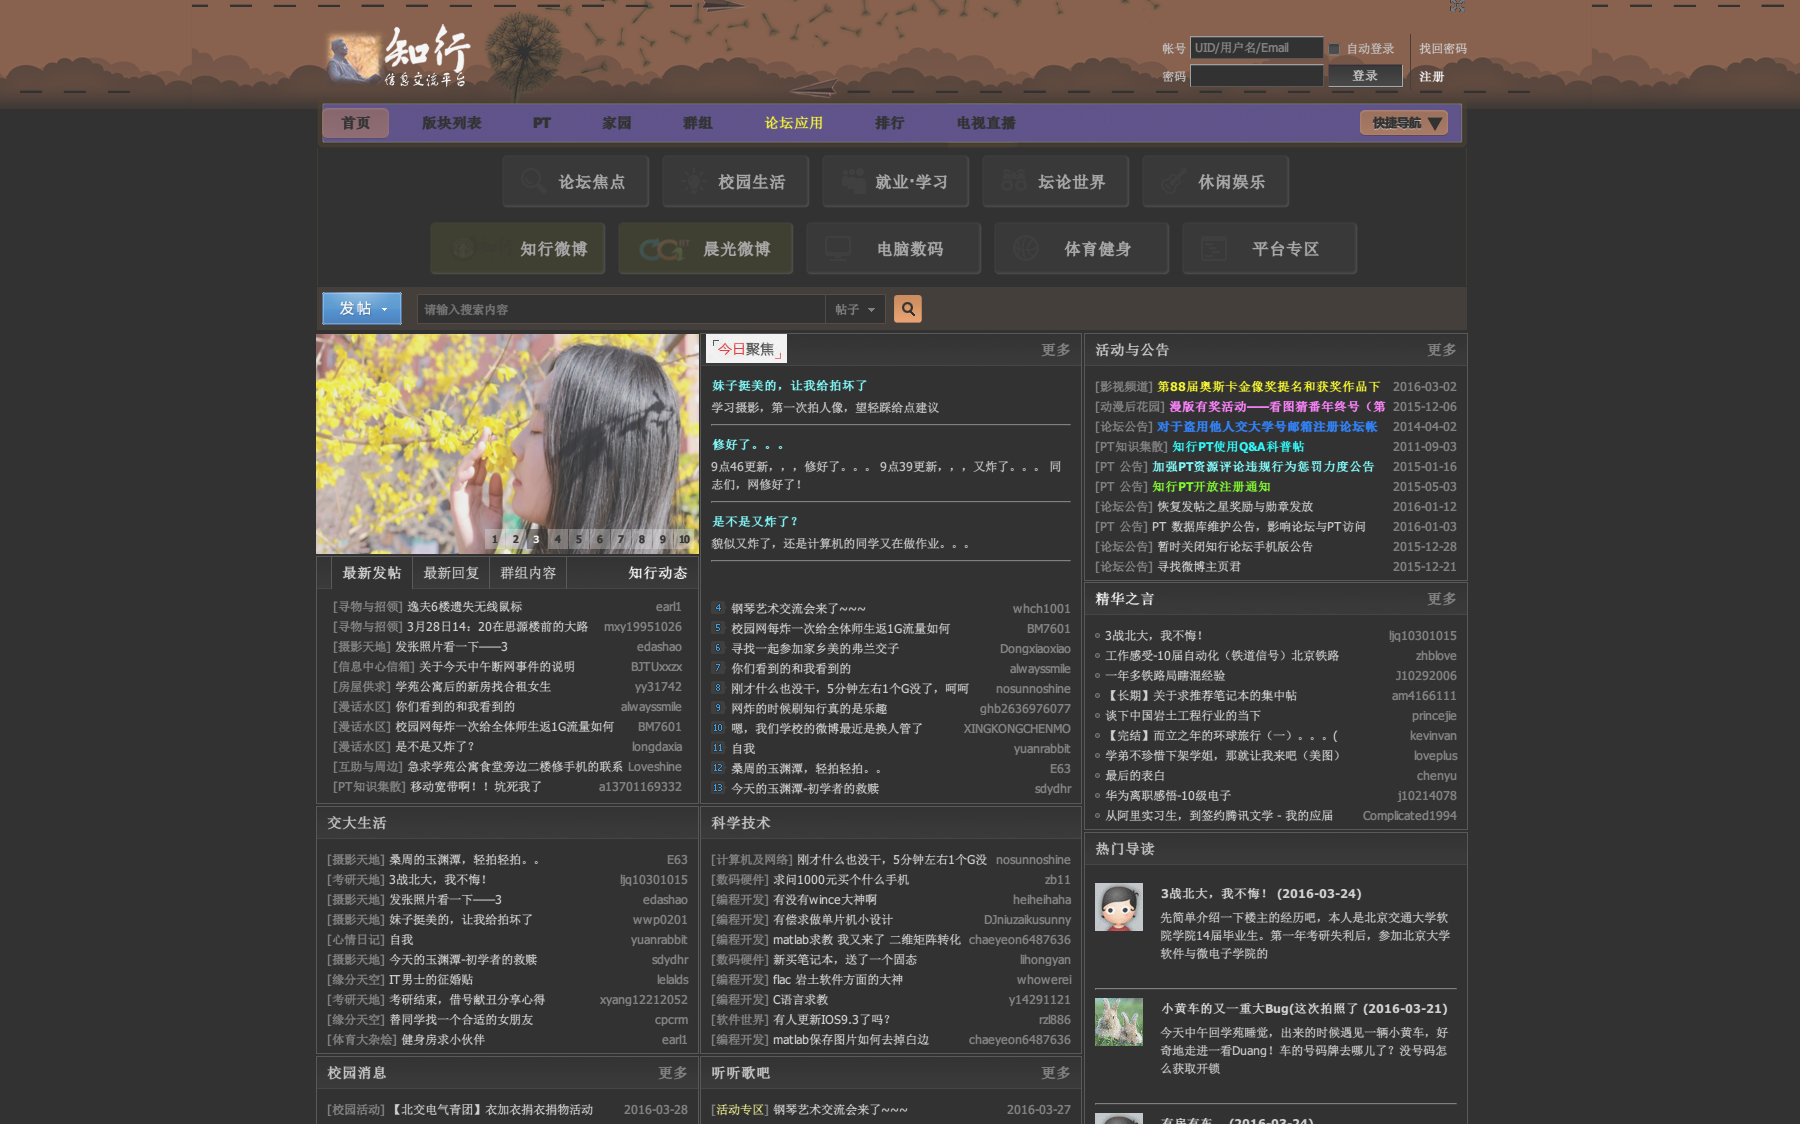 知行
信息交流平台
帐号 UID/用户名/Email 自动登录 找回密码
密码 登录 注册
首页 版块列表 PT 家园 群组 论坛应用 排行 电视直播 快捷导航
论坛焦点 校园生活 就业·学习 坛论世界 休闲娱乐
知行微博 晨光微博 电脑数码 体育健身 平台专区
发帖 请输入搜索内容 帖子
1 2 3 4 5 6 7 8 9 10
最新发帖 最新回复 群组内容 知行动态
[寻物与招领] 逸夫6楼遗失无线鼠标 earl1
[寻物与招领] 3月28日14：20在思源楼前的大路 mxy19951026
[摄影天地] 发张照片看一下——3 edashao
[信息中心信箱] 关于今天中午断网事件的说明 BJTUxxzx
[房屋供求] 学苑公寓后的新房找合租女生 yy31742
[漫话水区] 你们看到的和我看到的 alwayssmile
[漫话水区] 校园网每炸一次给全体师生返1G流量如何 BM7601
[漫话水区] 是不是又炸了？ longdaxia
[互助与周边] 急求学苑公寓食堂旁边二楼修手机的联系 Loveshine
[PT知识集散] 移动宽带啊！！坑死我了 a13701169332
今日聚焦 更多
妹子挺美的，让我给拍坏了
学习摄影，第一次拍人像，望轻踩给点建议
修好了。。。
9点46更新，，，修好了。。。 9点39更新，，，又炸了。。。 同
志们，网修好了！
是不是又炸了？
貌似又炸了，还是计算机的同学又在做作业。。。
4 钢琴艺术交流会来了~~~ whch1001
5 校园网每炸一次给全体师生返1G流量如何 BM7601
6 寻找一起参加家乡美的弗兰交子 Dongxiaoxiao
7 你们看到的和我看到的 alwayssmile
8 刚才什么也没干，5分钟左右1个G没了，呵呵 nosunnoshine
9 网炸的时候刷知行真的是乐趣 ghb2636976077
10 嗯，我们学校的微博最近是换人管了 XINGKONGCHENMO
11 自我 yuanrabbit
12 桑周的玉渊潭，轻拍轻拍。。 E63
13 今天的玉渊潭-初学者的救赎 sdydhr
活动与公告 更多
[影视频道] 第88届奥斯卡金像奖提名和获奖作品下 2016-03-02
[动漫后花园] 漫版有奖活动——看图猜番年终号（第 2015-12-06
[论坛公告] 对于盗用他人交大学号邮箱注册论坛帐 2014-04-02
[PT知识集散] 知行PT使用Q&A科普帖 2011-09-03
[PT 公告] 加强PT资源评论违规行为惩罚力度公告 2015-01-16
[PT 公告] 知行PT开放注册通知 2015-05-03
[论坛公告] 恢复发帖之星奖励与勋章发放 2016-01-12
[PT 公告] PT 数据库维护公告，影响论坛与PT访问 2016-01-03
[论坛公告] 暂时关闭知行论坛手机版公告 2015-12-28
[论坛公告] 寻找微博主页君 2015-12-21
精华之言 更多
3战北大，我不悔！ ljq10301015
工作感受-10届自动化（铁道信号）北京铁路 zhblove
一年多铁路局瞎混经验 J10292006
【长期】关于求推荐笔记本的集中帖 am4166111
谈下中国岩土工程行业的当下 princejie
【完结】而立之年的环球旅行（一）。。。( kevinvan
学弟不珍惜下架学姐，那就让我来吧（美图） loveplus
最后的表白 chenyu
华为离职感悟-10级电子 j10214078
从阿里实习生，到签约腾讯文学 - 我的应届 Complicated1994
交大生活
[摄影天地] 桑周的玉渊潭，轻拍轻拍。。 E63
[考研天地] 3战北大，我不悔！ ljq10301015
[摄影天地] 发张照片看一下——3 edashao
[摄影天地] 妹子挺美的，让我给拍坏了 wwp0201
[心情日记] 自我 yuanrabbit
[摄影天地] 今天的玉渊潭-初学者的救赎 sdydhr
[缘分天空] IT男士的征婚贴 lelalds
[考研天地] 考研结束，借号献丑分享心得 xyang12212052
[缘分天空] 替同学找一个合适的女朋友 cpcrm
[体育大杂烩] 健身房求小伙伴 earl1
科学技术
[计算机及网络] 刚才什么也没干，5分钟左右1个G没 nosunnoshine
[数码硬件] 求问1000元买个什么手机 zb11
[编程开发] 有没有wince大神啊 heiheihaha
[编程开发] 有偿求做单片机小设计 DJniuzaikusunny
[编程开发] matlab求教 我又来了 二维矩阵转化 chaeyeon6487636
[数码硬件] 新买笔记本，送了一个固态 lihongyan
[编程开发] flac 岩土软件方面的大神 whowerei
[编程开发] C语言求教 y14291121
[软件世界] 有人更新IOS9.3了吗？ rzl886
[编程开发] matlab保存图片如何去掉白边 chaeyeon6487636
热门导读
3战北大，我不悔！ (2016-03-24)
先简单介绍一下楼主的经历吧，本人是北京交通大学软
院学院14届毕业生。第一年考研失利后，参加北京大学
软件与微电子学院的
小黄车的又一重大Bug(这次拍照了 (2016-03-21)
今天中午回学苑睡觉，出来的时候遇见一辆小黄车，好
奇地走进一看Duang！车的号码牌去哪儿了？没号码怎
么获取开锁
校园消息 更多
[校园活动] 【北交电气青团】衣加衣捐衣捐物活动 2016-03-28
听听歌吧 更多
[活动专区] 钢琴艺术交流会来了~~~ 2016-03-27